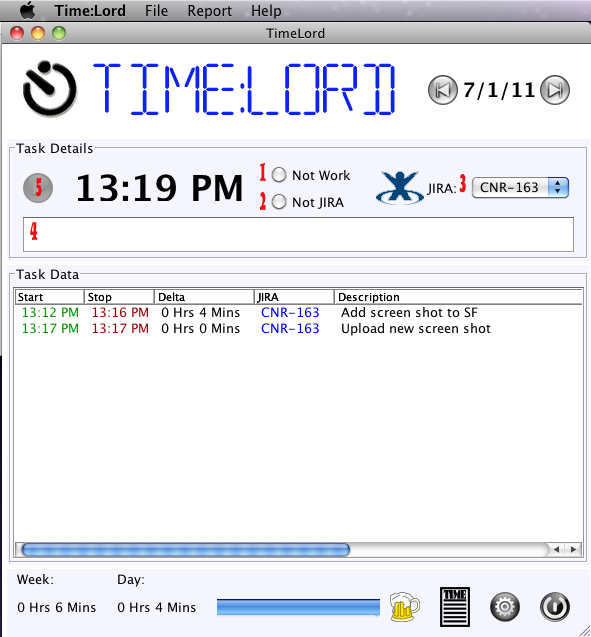 Time:Lord File Report Help
TimeLord
TIME:LORD 7/1/11
Task Details
5 13:19 PM 1 Not Work JIRA: 3 CNR-163
2 Not JIRA
4
Task Data
Start Stop Delta JIRA Description
13:12 PM 13:16 PM 0 Hrs 4 Mins CNR-163 Add screen shot to SF
13:17 PM 13:17 PM 0 Hrs 0 Mins CNR-163 Upload new screen shot
Week: Day:
0 Hrs 6 Mins 0 Hrs 4 Mins TIME